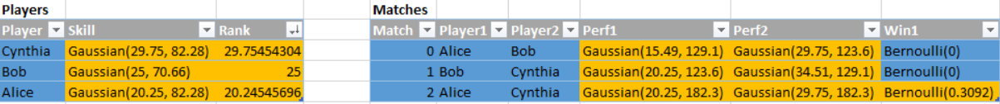 Players Matches
Player Skill Rank Match Player1 Player2 Perf1 Perf2 Win1
Cynthia Gaussian(29.75, 82.28) 29.75454304 0 Alice Bob Gaussian(15.49, 129.1) Gaussian(29.75, 123.6) Bernoulli(0)
Bob Gaussian(25, 70.66) 25 1 Bob Cynthia Gaussian(20.25, 123.6) Gaussian(34.51, 129.1) Bernoulli(0)
Alice Gaussian(20.25, 82.28) 20.24545696 2 Alice Cynthia Gaussian(20.25, 182.3) Gaussian(29.75, 182.3) Bernoulli(0.3092)